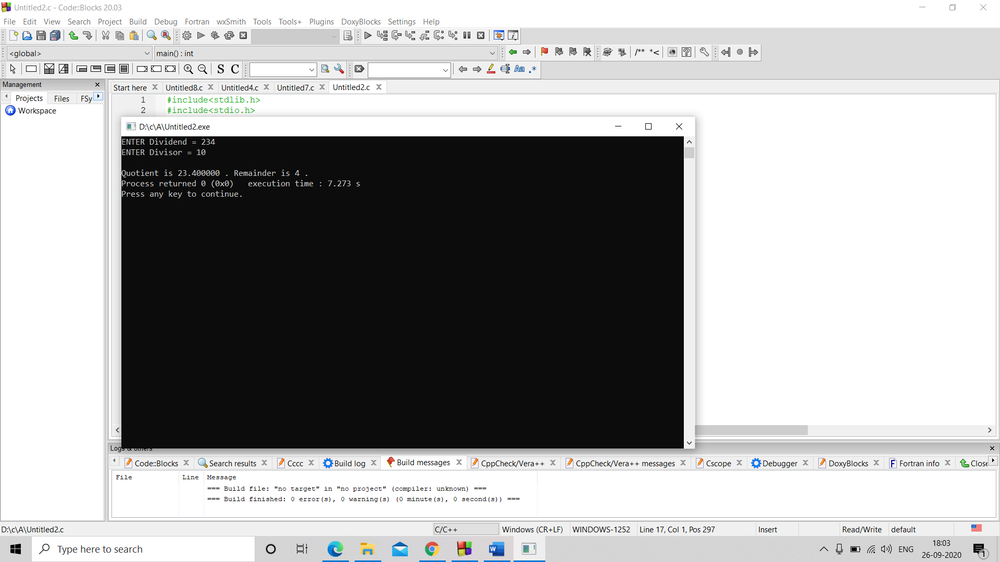 Untitled2.c - Code::Blocks 20.03
File Edit View Search Project Build Debug Fortran wxSmith Tools Tools+ Plugins DoxyBlocks Settings Help
<global> main() : int
/** *<
S C Aa .*
Management
Projects Files FSy
Workspace
Start here Untitled8.c Untitled4.c Untitled7.c Untitled2.c
1 #include<stdlib.h>
2 #include<stdio.h>
D:\c\A\Untitled2.exe
ENTER Dividend = 234
ENTER Divisor = 10
Quotient is 23.400000 . Remainder is 4 .
Process returned 0 (0x0)   execution time : 7.273 s
Press any key to continue.
Logs & others
Code::Blocks Search results Cccc Build log Build messages CppCheck/Vera++ CppCheck/Vera++ messages Cscope Debugger DoxyBlocks Fortran info Close
File Line Message
=== Build file: "no target" in "no project" (compiler: unknown) ===
=== Build finished: 0 error(s), 0 warning(s) (0 minute(s), 0 second(s)) ===
D:\c\A\Untitled2.c C/C++ Windows (CR+LF) WINDOWS-1252 Line 17, Col 1, Pos 297 Insert Read/Write default
Type here to search
ENG
18:03
26-09-2020
1